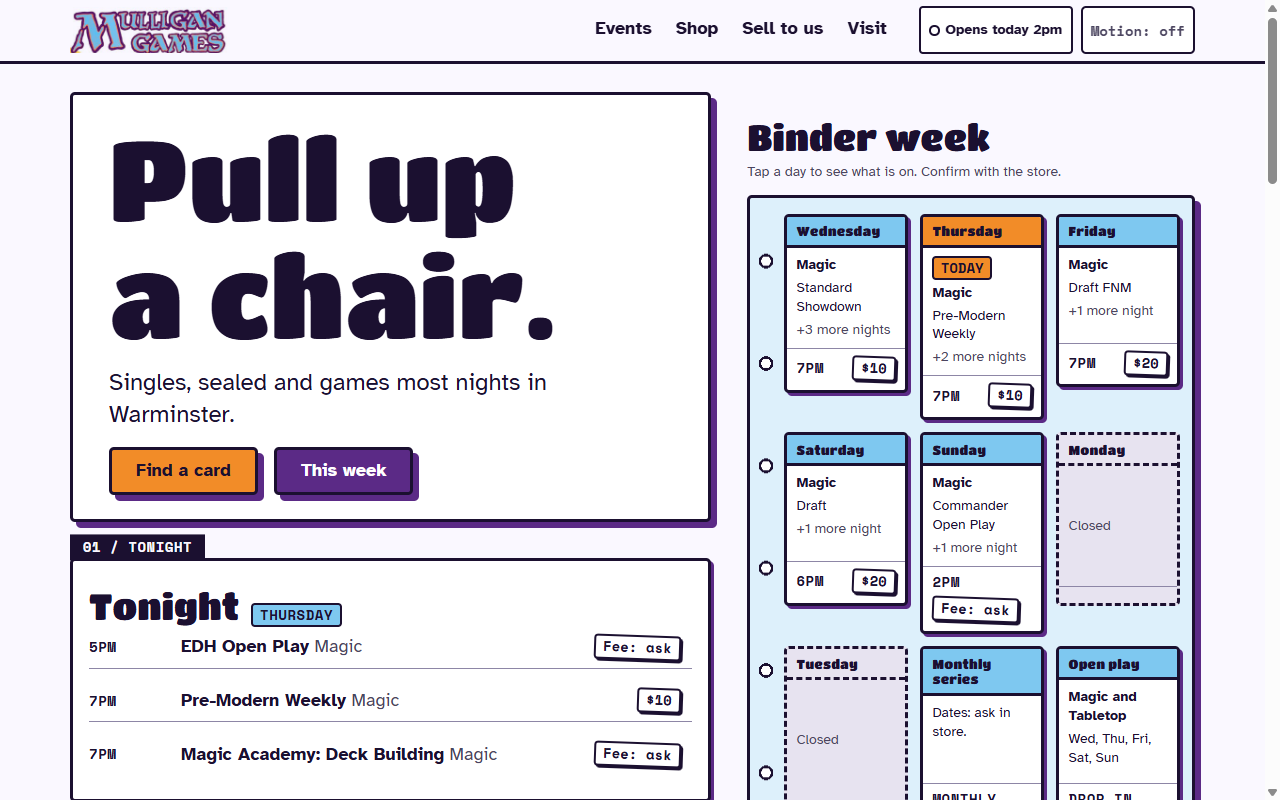 MULLIGAN
GAMES
Events
Shop
Sell to us
Visit
Opens today 2pm
Motion: off
Pull up
a chair.
Singles, sealed and games most nights in
Warminster.
Find a card
This week
01 / TONIGHT
Tonight
THURSDAY
5PM
EDH Open Play Magic
Fee: ask
7PM
Pre-Modern Weekly Magic
$10
7PM
Magic Academy: Deck Building Magic
Fee: ask
Binder week
Tap a day to see what is on. Confirm with the store.
Wednesday
Magic
Standard
Showdown
+3 more nights
7PM
$10
Thursday
TODAY
Magic
Pre-Modern
Weekly
+2 more nights
7PM
$10
Friday
Magic
Draft FNM
+1 more night
7PM
$20
Saturday
Magic
Draft
+1 more night
6PM
$20
Sunday
Magic
Commander
Open Play
+1 more night
2PM
Fee: ask
Monday
Closed
Tuesday
Closed
Monthly
series
Dates: ask in
store.
MONTHLY
Open play
Magic and
Tabletop
Wed, Thu, Fri,
Sat, Sun
DROP IN